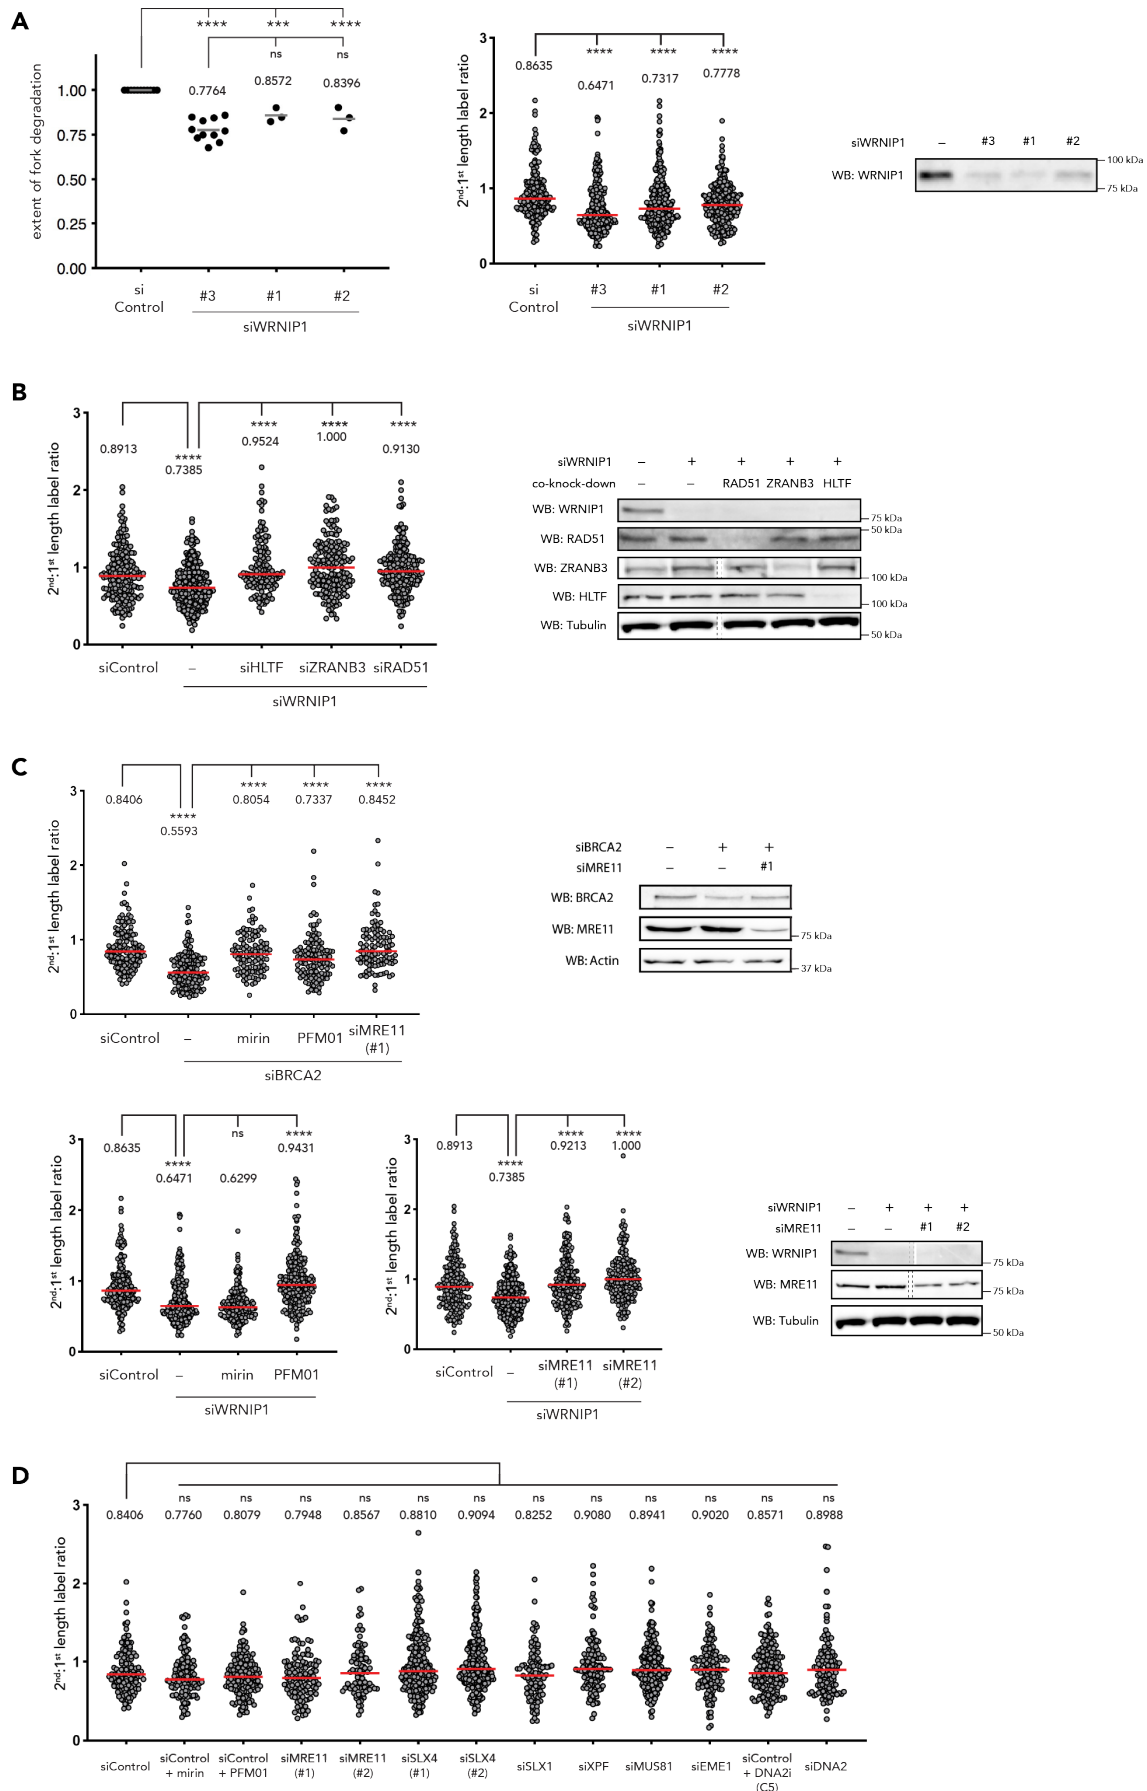 A
**** *** ****
ns ns
0.7764 0.8572 0.8396
extent of fork degradation
1.00
0.75
0.50
0.25
0.00
si Control #3 #1 #2
siWRNIP1
**** **** ****
0.8635 0.6471 0.7317 0.7778
2nd:1st length label ratio
3
2
1
0
si Control #3 #1 #2
siWRNIP1
siWRNIP1 – #3 #1 #2
WB: WRNIP1
100 kDa
75 kDa
B
**** **** **** ****
0.8913 0.7385 0.9524 1.000 0.9130
2nd:1st length label ratio
3
2
1
0
siControl – siHLTF siZRANB3 siRAD51
siWRNIP1
siWRNIP1 – + + + +
co-knock-down – – RAD51 ZRANB3 HLTF
WB: WRNIP1 75 kDa
WB: RAD51 50 kDa
WB: ZRANB3 100 kDa
WB: HLTF 100 kDa
WB: Tubulin 50 kDa
C
**** **** **** ****
0.8406 0.5593 0.8054 0.7337 0.8452
2nd:1st length label ratio
3
2
1
0
siControl – mirin PFM01 siMRE11 (#1)
siBRCA2
siBRCA2 – + +
siMRE11 – – #1
WB: BRCA2
WB: MRE11 75 kDa
WB: Actin 37 kDa
**** ns ****
0.8635 0.6471 0.6299 0.9431
2nd:1st length label ratio
3
2
1
0
siControl – mirin PFM01
siWRNIP1
**** **** ****
0.8913 0.7385 0.9213 1.000
2nd:1st length label ratio
3
2
1
0
siControl – siMRE11 (#1) siMRE11 (#2)
siWRNIP1
siWRNIP1 – + + +
siMRE11 – – #1 #2
WB: WRNIP1 75 kDa
WB: MRE11 75 kDa
WB: Tubulin 50 kDa
D
ns ns ns ns ns ns ns ns ns ns ns ns
0.8406 0.7760 0.8079 0.7948 0.8567 0.8810 0.9094 0.8252 0.9080 0.8941 0.9020 0.8571 0.8988
2nd:1st length label ratio
3
2
1
0
siControl siControl + mirin siControl + PFM01 siMRE11 (#1) siMRE11 (#2) siSLX4 (#1) siSLX4 (#2) siSLX1 siXPF siMUS81 siEME1 siControl + DNA2i (C5) siDNA2